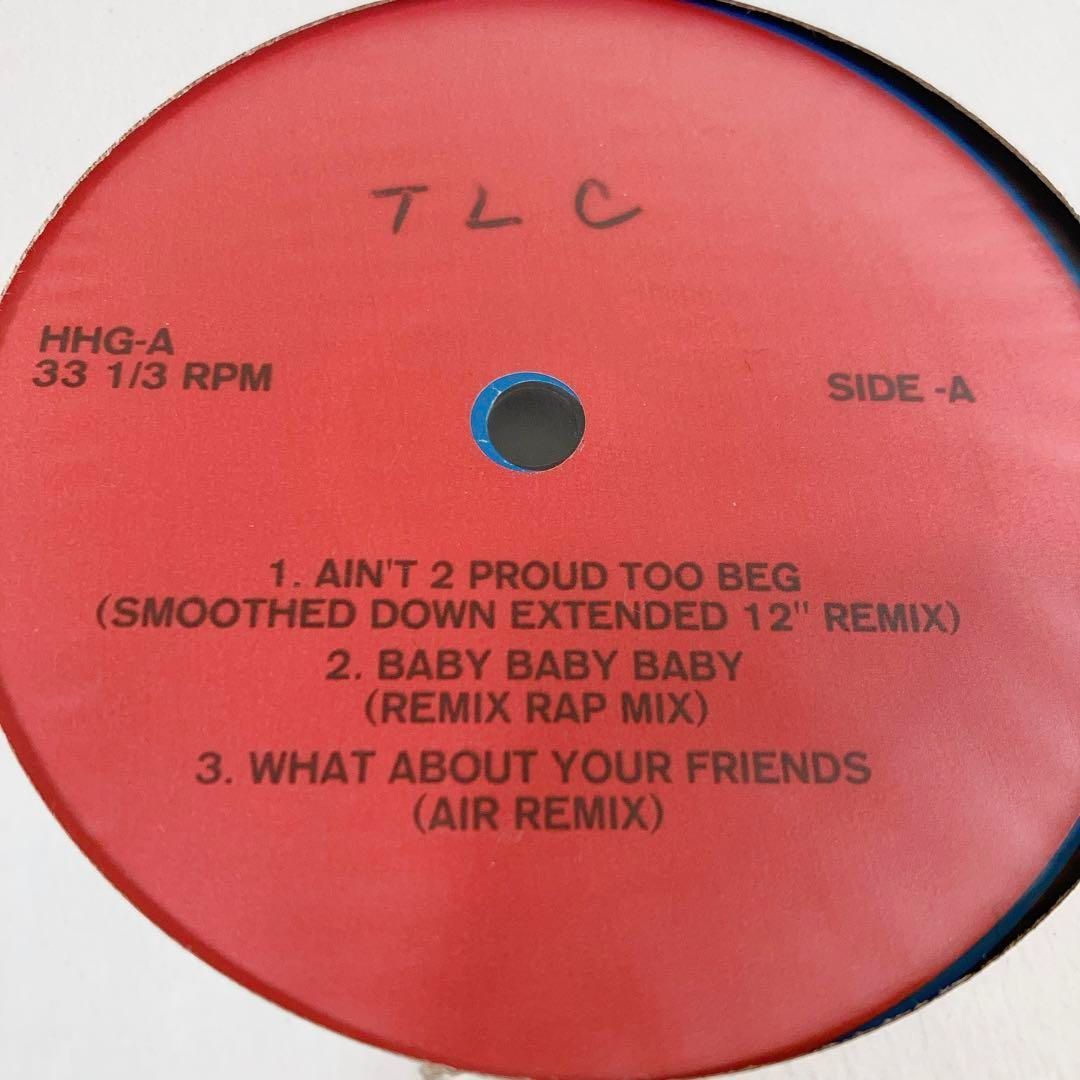 TLC
HHG-A
33 1/3 RPM
SIDE -A
1. AIN'T 2 PROUD TOO BEG
(SMOOTHED DOWN EXTENDED 12" REMIX)
2. BABY BABY BABY
(REMIX RAP MIX)
3. WHAT ABOUT YOUR FRIENDS
(AIR REMIX)